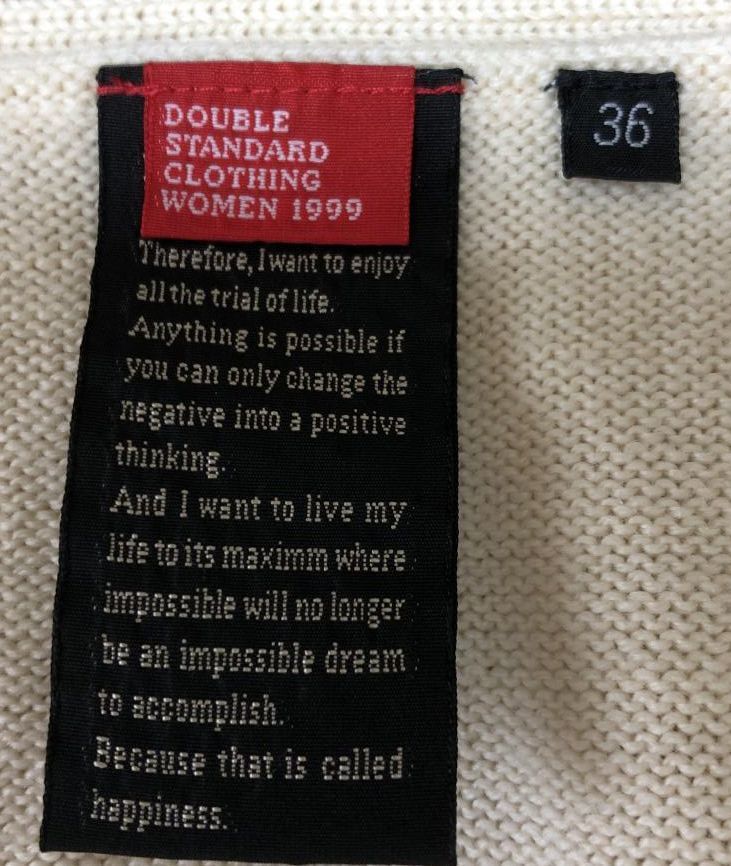 DOUBLE
STANDARD
CLOTHING
WOMEN 1999
36
Therefore, I want to enjoy
all the trial of life.
Anything is possible if
you can only change the
negative into a positive
thinking.
And I want to live my
life to its maximm where
impossible will no longer
be an impossible dream
to accomplish.
Because that is called
happiness.